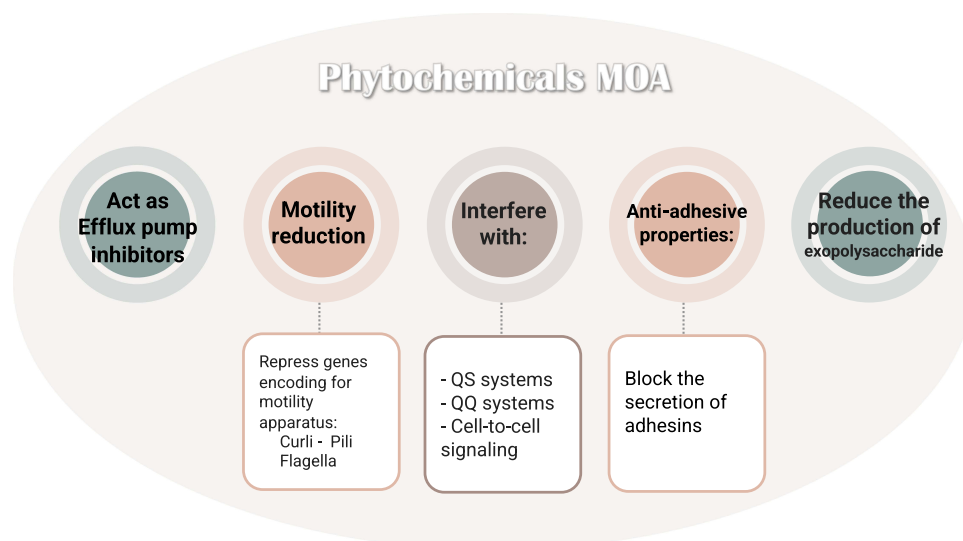 Phytochemicals MOA
Act as
Efflux pump
inhibitors
Motility
reduction
Interfere
with:
Anti-adhesive
properties:
Reduce the
production of
exopolysaccharide
Repress genes
encoding for
motility
apparatus:
Curli - Pili
Flagella
- QS systems
- QQ systems
- Cell-to-cell
signaling
Block the
secretion of
adhesins